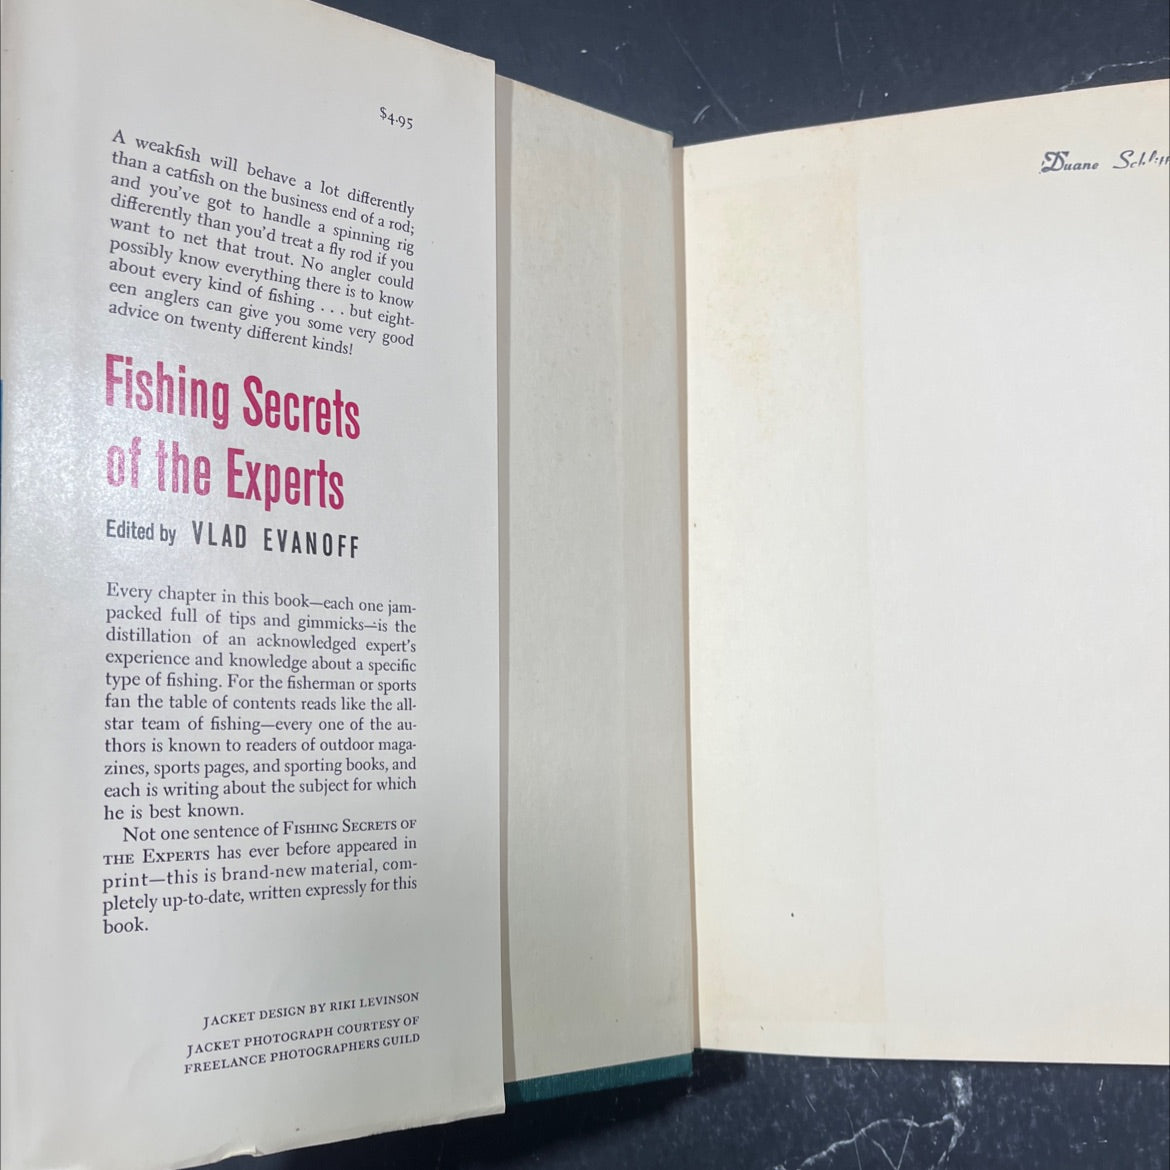 $4.95
A weakfish will behave a lot differently
than a catfish on the business end of a rod;
and you've got to handle a spinning rig
differently than you'd treat a fly rod if you
want to net that trout. No angler could
possibly know everything there is to know
about every kind of fishing . . . but eight-
een anglers can give you some very good
advice on twenty different kinds!
Fishing Secrets
of the Experts
Edited by VLAD EVANOFF
Every chapter in this book—each one jam-
packed full of tips and gimmicks—is the
distillation of an acknowledged expert's
experience and knowledge about a specific
type of fishing. For the fisherman or sports
fan the table of contents reads like the all-
star team of fishing—every one of the au-
thors is known to readers of outdoor maga-
zines, sports pages, and sporting books, and
each is writing about the subject for which
he is best known.
Not one sentence of FISHING SECRETS OF
THE EXPERTS has ever before appeared in
print—this is brand-new material, com-
pletely up-to-date, written expressly for this
book.
JACKET DESIGN BY RIKI LEVINSON
JACKET PHOTOGRAPH COURTESY OF
FREELANCE PHOTOGRAPHERS GUILD
Duane